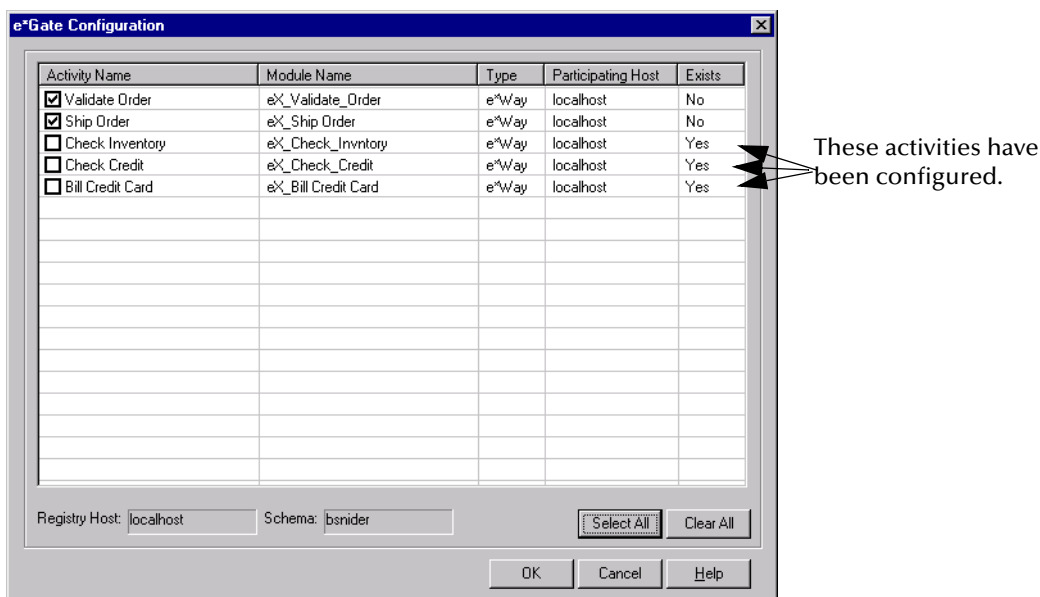 e*Gate Configuration
Activity Name Module Name Type Participating Host Exists
Validate Order eX_Validate_Order e*Way localhost No
Ship Order eX_Ship Order e*Way localhost No
Check Inventory eX_Check_Invntory e*Way localhost Yes
Check Credit eX_Check_Credit e*Way localhost Yes
Bill Credit Card eX_Bill Credit Card e*Way localhost Yes
These activities have
been configured.
Registry Host: localhost Schema: bsnider Select All Clear All
OK Cancel Help